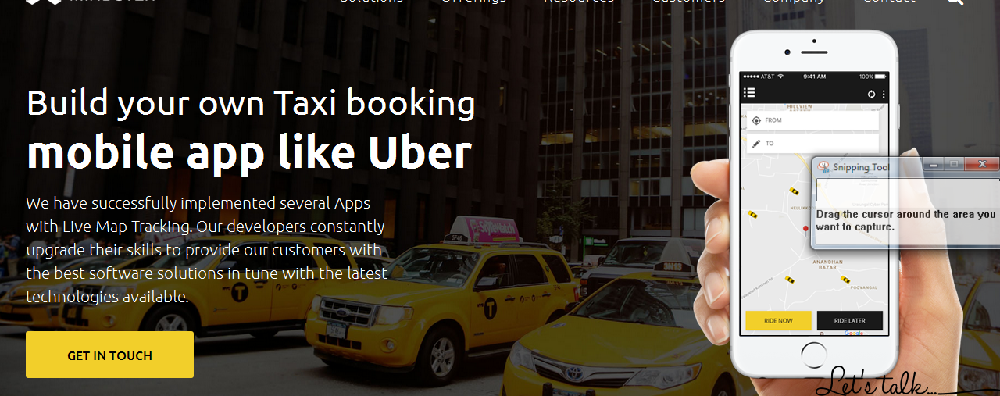 Solutions Offerings Resources Customers Company Contact
Build your own Taxi booking
mobile app like Uber
We have successfully implemented several Apps
with Live Map Tracking. Our developers constantly
upgrade their skills to provide our customers with
the best software solutions in tune with the latest
technologies available.
GET IN TOUCH
StyleWatch
SF46
3N13
T
T
AT&T 9:41 AM 100%
HILLVIEW
FROM
TO
NELLIKKO
ANANDHAN
BAZAR
POOVANGAL
RIDE NOW RIDE LATER
Google
Snipping Tool
Drag the cursor around the area you
want to capture.
Let's talk...